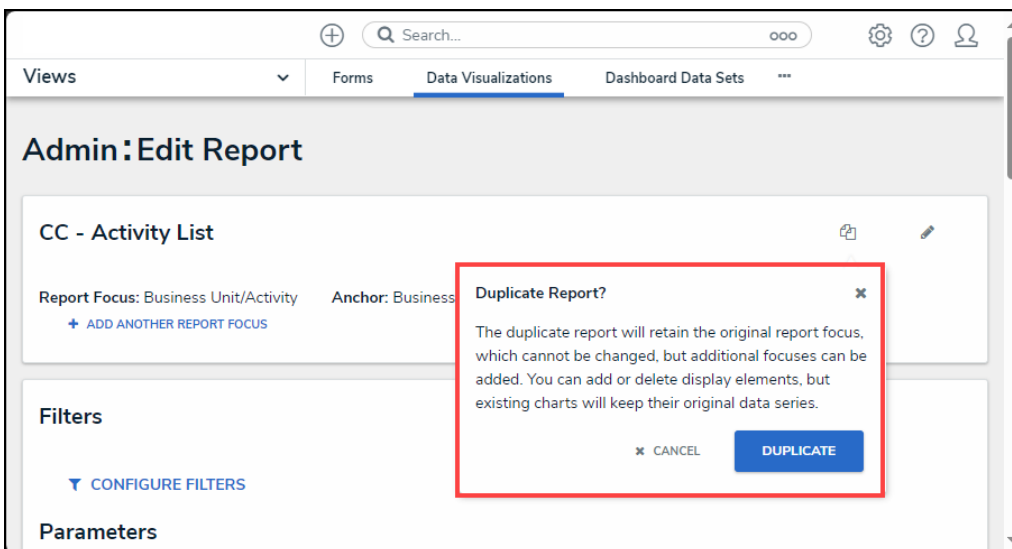 Search... ooo
Views Forms Data Visualizations Dashboard Data Sets
Admin:Edit Report
CC - Activity List
Report Focus: Business Unit/Activity Anchor: Business
+ ADD ANOTHER REPORT FOCUS
Duplicate Report?
The duplicate report will retain the original report focus,
which cannot be changed, but additional focuses can be
added. You can add or delete display elements, but
existing charts will keep their original data series.
CANCEL DUPLICATE
Filters
CONFIGURE FILTERS
Parameters